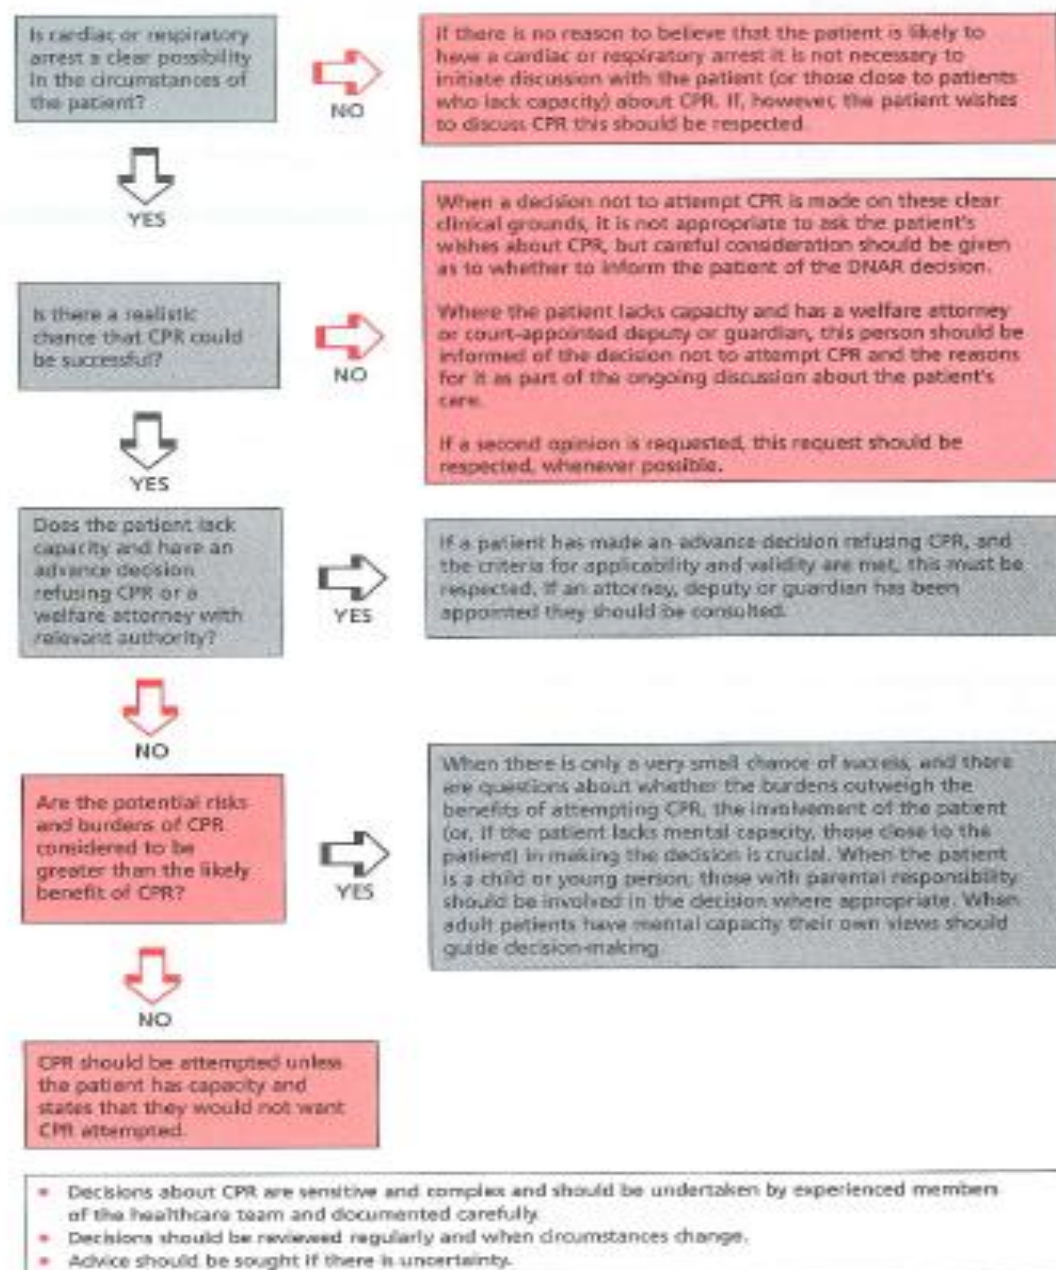 Is cardiac or respiratory
arrest a clear possibility
in the circumstances of
the patient?
NO
If there is no reason to believe that the patient is likely to
have a cardiac or respiratory arrest it is not necessary to
initiate discussion with the patient (or those close to patients
who lack capacity) about CPR. If, however, the patient wishes
to discuss CPR this should be respected.
YES
Is there a realistic
chance that CPR could
be successful?
NO
When a decision not to attempt CPR is made on these clear
clinical grounds, it is not appropriate to ask the patient's
wishes about CPR, but careful consideration should be given
as to whether to inform the patient of the DNAR decision.
Where the patient lacks capacity and has a welfare attorney
or court-appointed deputy or guardian, this person should be
informed of the decision not to attempt CPR and the reasons
for it as part of the ongoing discussion about the patient's
care.
If a second opinion is requested, this request should be
respected, whenever possible.
YES
Does the patient lack
capacity and have an
advance decision
refusing CPR or a
welfare attorney with
relevant authority?
YES
If a patient has made an advance decision refusing CPR, and
the criteria for applicability and validity are met, this must be
respected. If an attorney, deputy or guardian has been
appointed they should be consulted.
NO
Are the potential risks
and burdens of CPR
considered to be
greater than the likely
benefit of CPR?
YES
When there is only a very small chance of success, and there
are questions about whether the burdens outweigh the
benefits of attempting CPR, the involvement of the patient
(or, if the patient lacks mental capacity, those close to the
patient) in making the decision is crucial. When the patient
is a child or young person, those with parental responsibility
should be involved in the decision where appropriate. When
adult patients have mental capacity their own views should
guide decision-making.
NO
CPR should be attempted unless
the patient has capacity and
states that they would not want
CPR attempted.
• Decisions about CPR are sensitive and complex and should be undertaken by experienced members
of the healthcare team and documented carefully.
• Decisions should be reviewed regularly and when circumstances change.
• Advice should be sought if there is uncertainty.